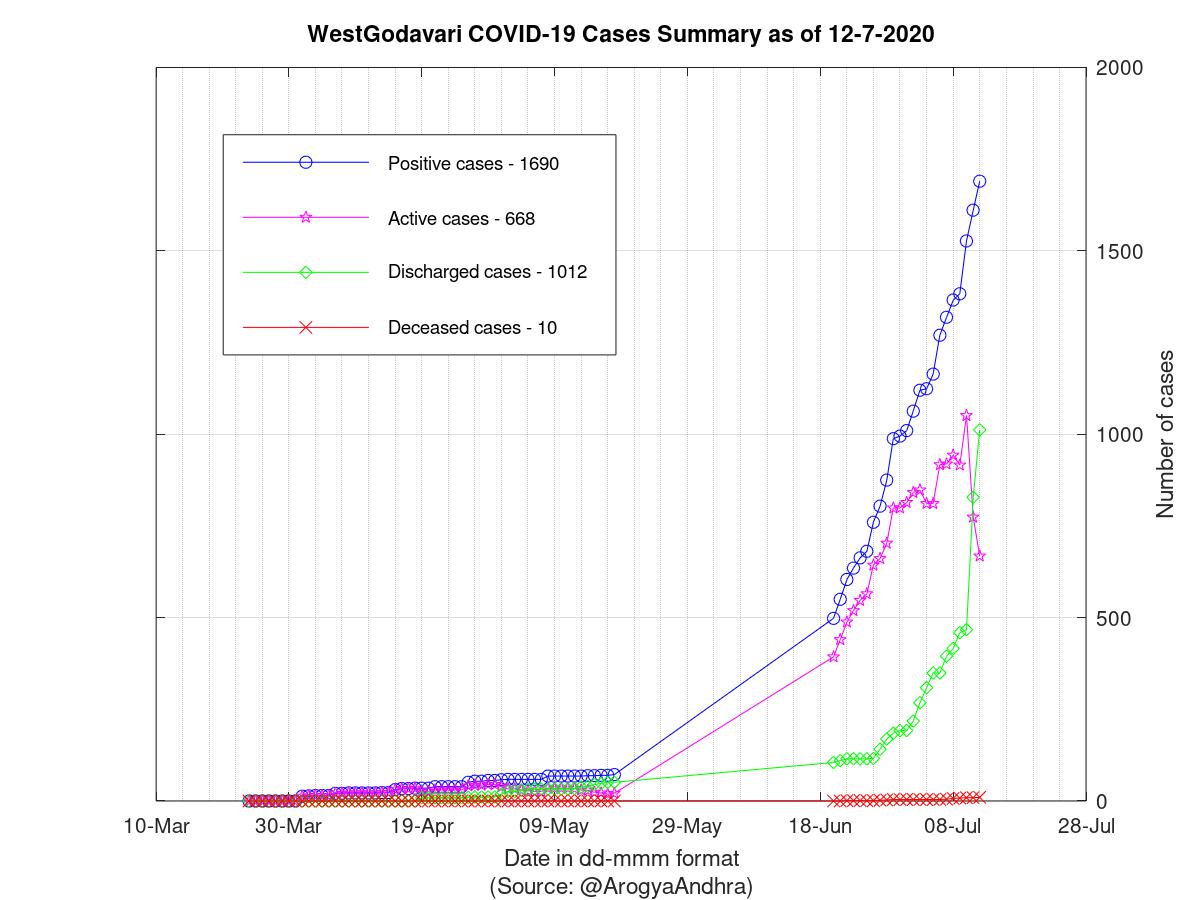 WestGodavari COVID-19 Cases Summary as of 12-7-2020
Positive cases - 1690
Active cases - 668
Discharged cases - 1012
Deceased cases - 10
2000
1500
1000
500
0
Number of cases
10-Mar 30-Mar 19-Apr 09-May 29-May 18-Jun 08-Jul 28-Jul
Date in dd-mmm format
(Source: @ArogyaAndhra)